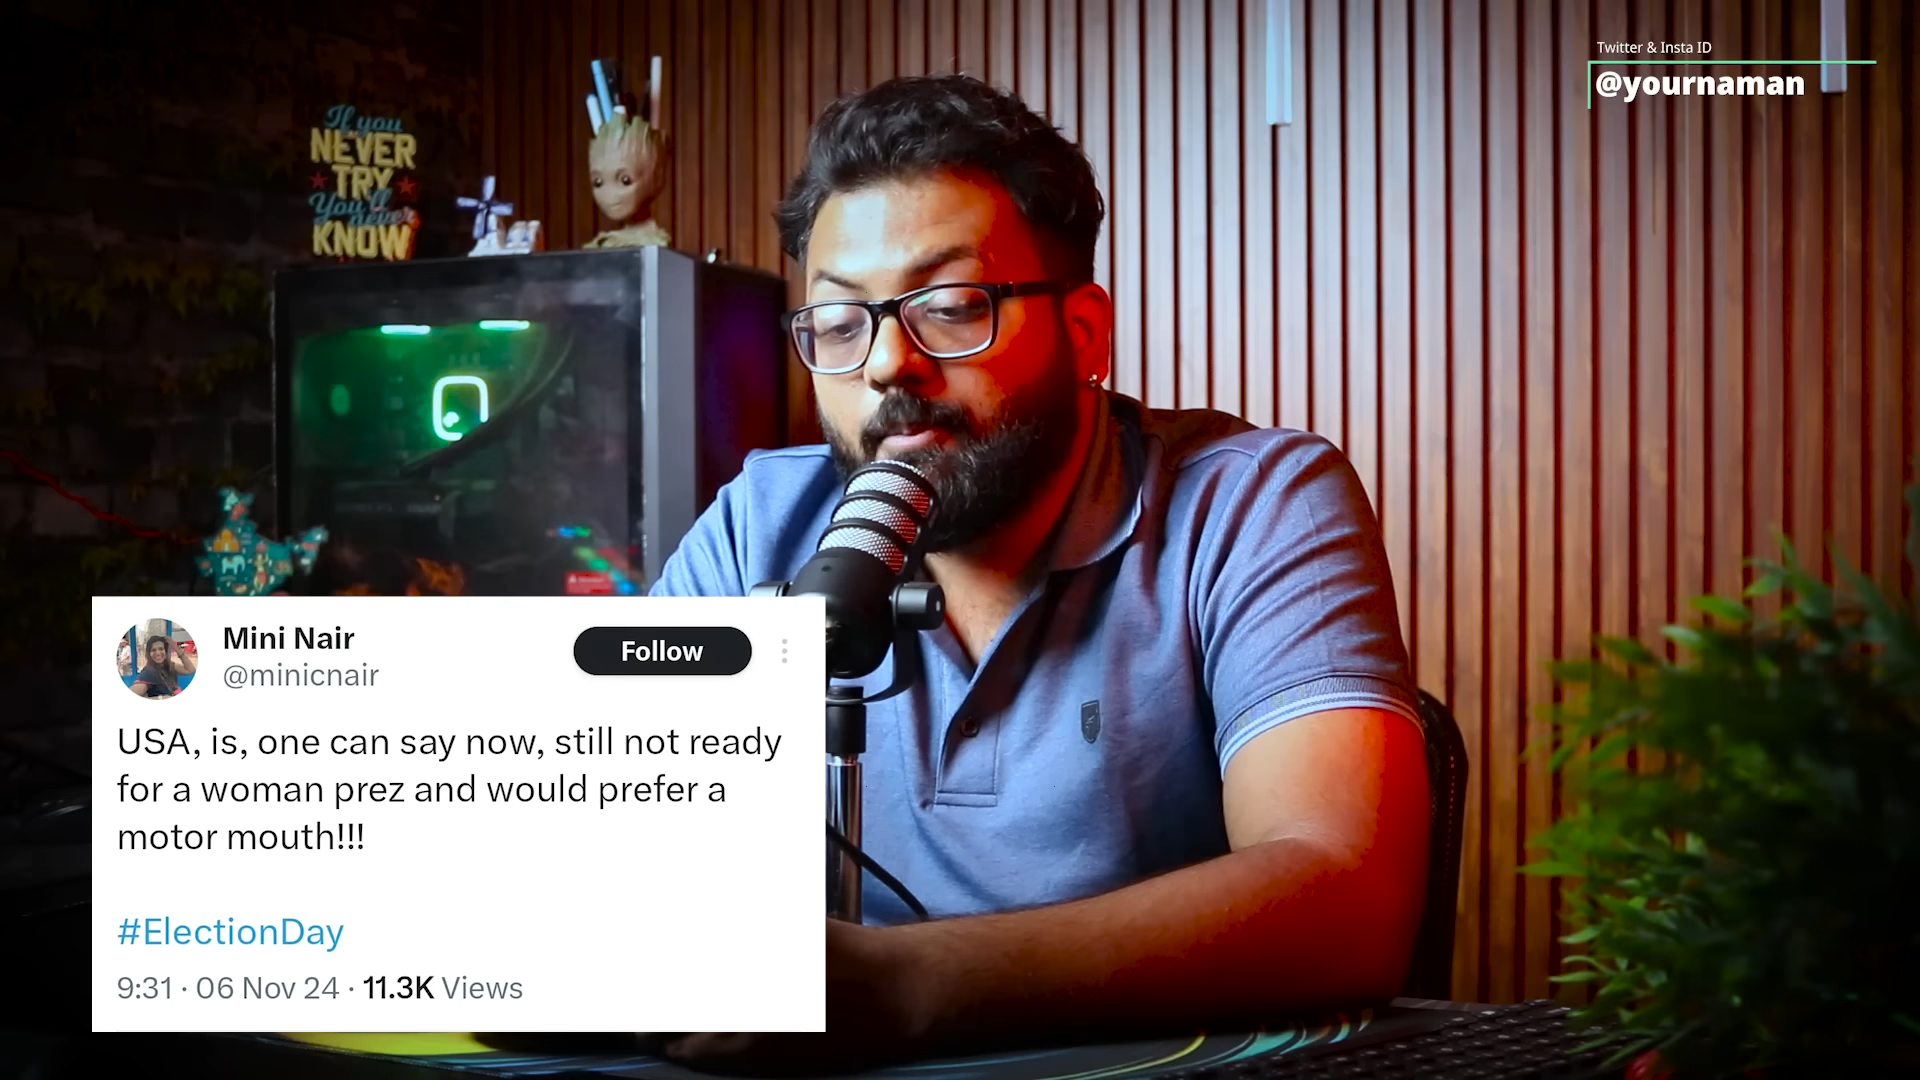 Twitter & Insta ID
@yournaman
If you
NEVER
TRY
You'll
never
KNOW
Mini Nair
@minicnair
Follow
USA, is, one can say now, still not ready
for a woman prez and would prefer a
motor mouth!!!
#ElectionDay
9:31 · 06 Nov 24 · 11.3K Views